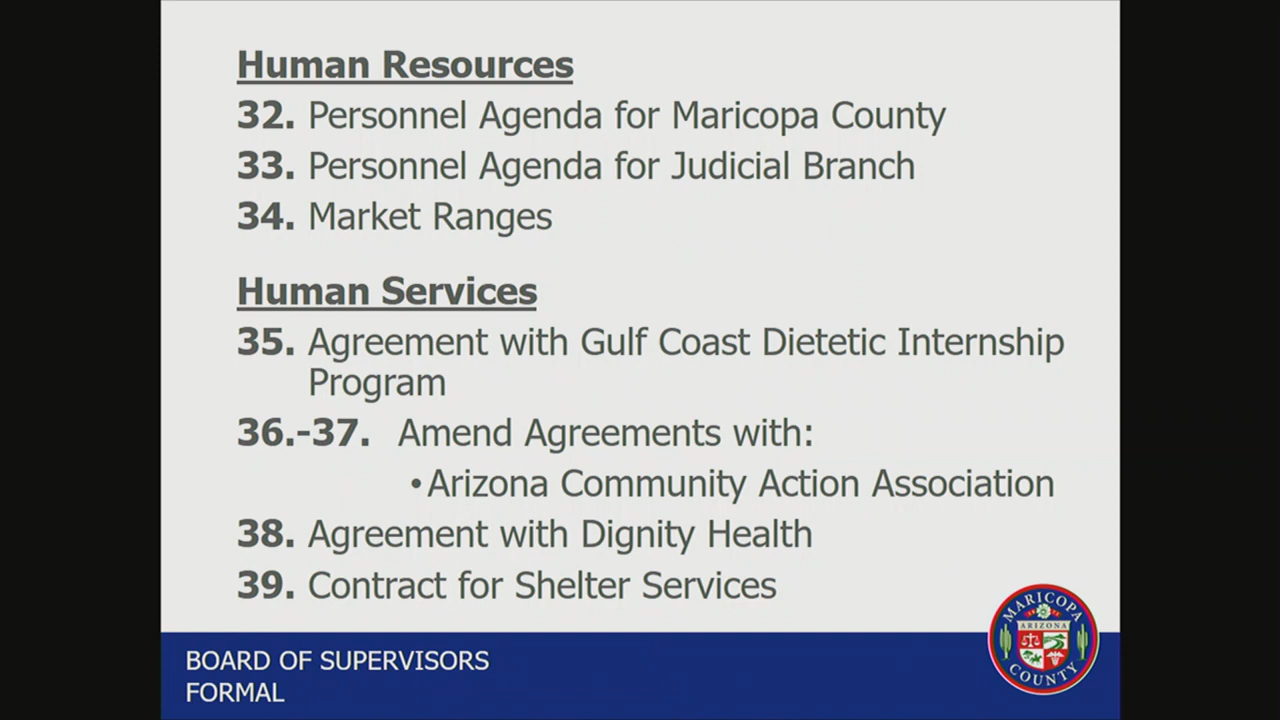 Human Resources
32. Personnel Agenda for Maricopa County
33. Personnel Agenda for Judicial Branch
34. Market Ranges
Human Services
35. Agreement with Gulf Coast Dietetic Internship
Program
36.-37. Amend Agreements with:
•Arizona Community Action Association
38. Agreement with Dignity Health
39. Contract for Shelter Services
BOARD OF SUPERVISORS
FORMAL
MARICOPA
ARIZONA
COUNTY